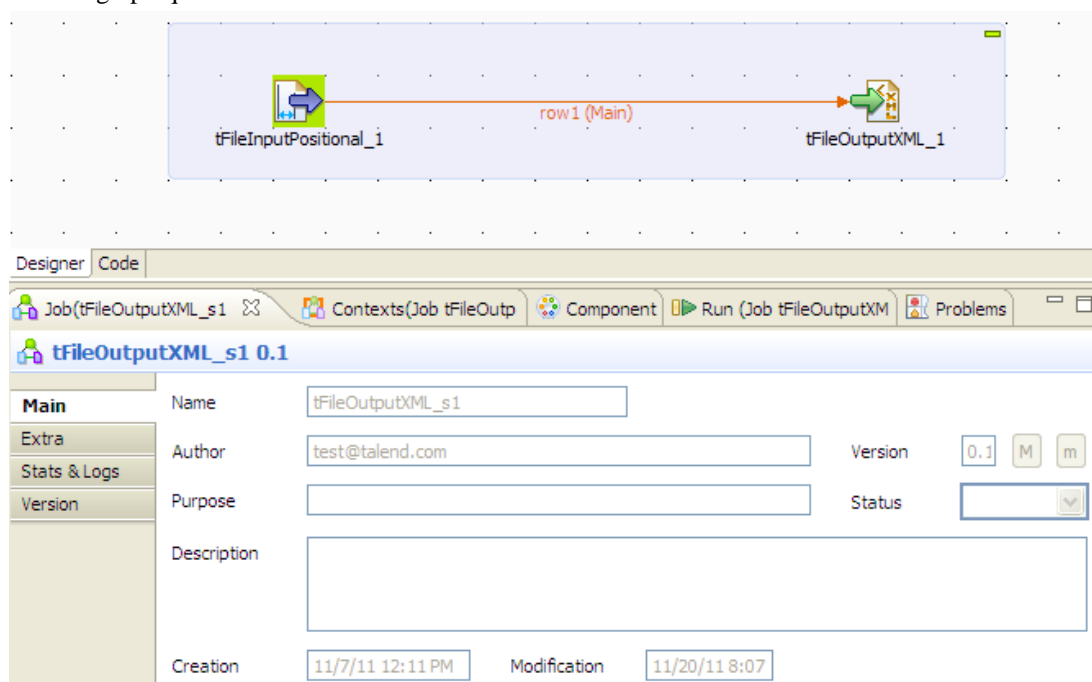 row1 (Main)
tFileInputPositional_1
tFileOutputXML_1
Designer Code
Job(tFileOutputXML_s1 Contexts(Job tFileOutp Component Run (Job tFileOutputXM Problems
tFileOutputXML_s1 0.1
Main
Extra
Stats & Logs
Version
Name tFileOutputXML_s1
Author test@talend.com Version 0.1 M m
Purpose Status
Description
Creation 11/7/11 12:11 PM Modification 11/20/11 8:07